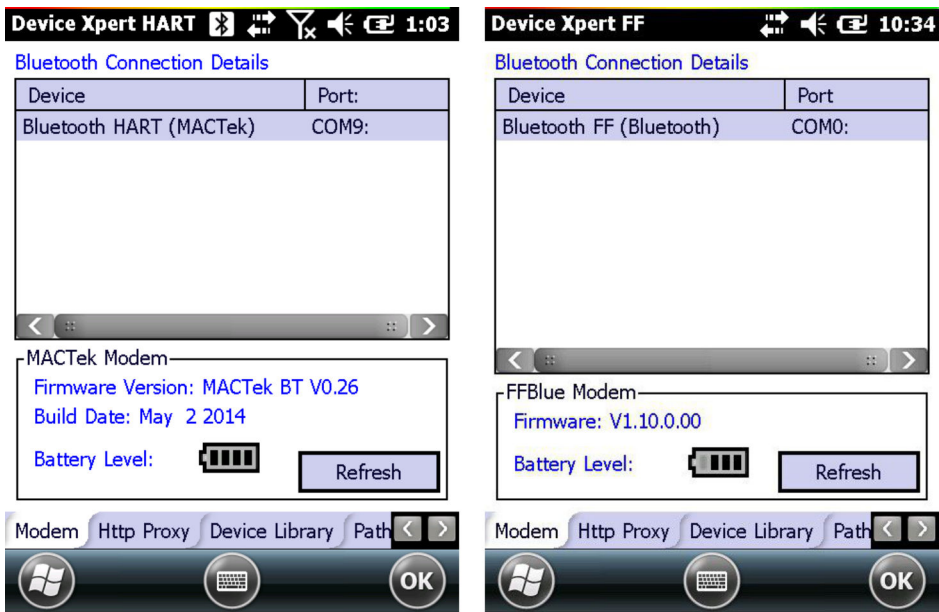 Device Xpert HART 1:03
Bluetooth Connection Details
Device Port:
Bluetooth HART (MACTek) COM9:
MACTek Modem
Firmware Version: MACTek BT V0.26
Build Date: May 2 2014
Battery Level:
Refresh
Modem Http Proxy Device Library Path
OK
Device Xpert FF 10:34
Bluetooth Connection Details
Device Port
Bluetooth FF (Bluetooth) COM0:
FFBlue Modem
Firmware: V1.10.0.00
Battery Level:
Refresh
Modem Http Proxy Device Library Path
OK